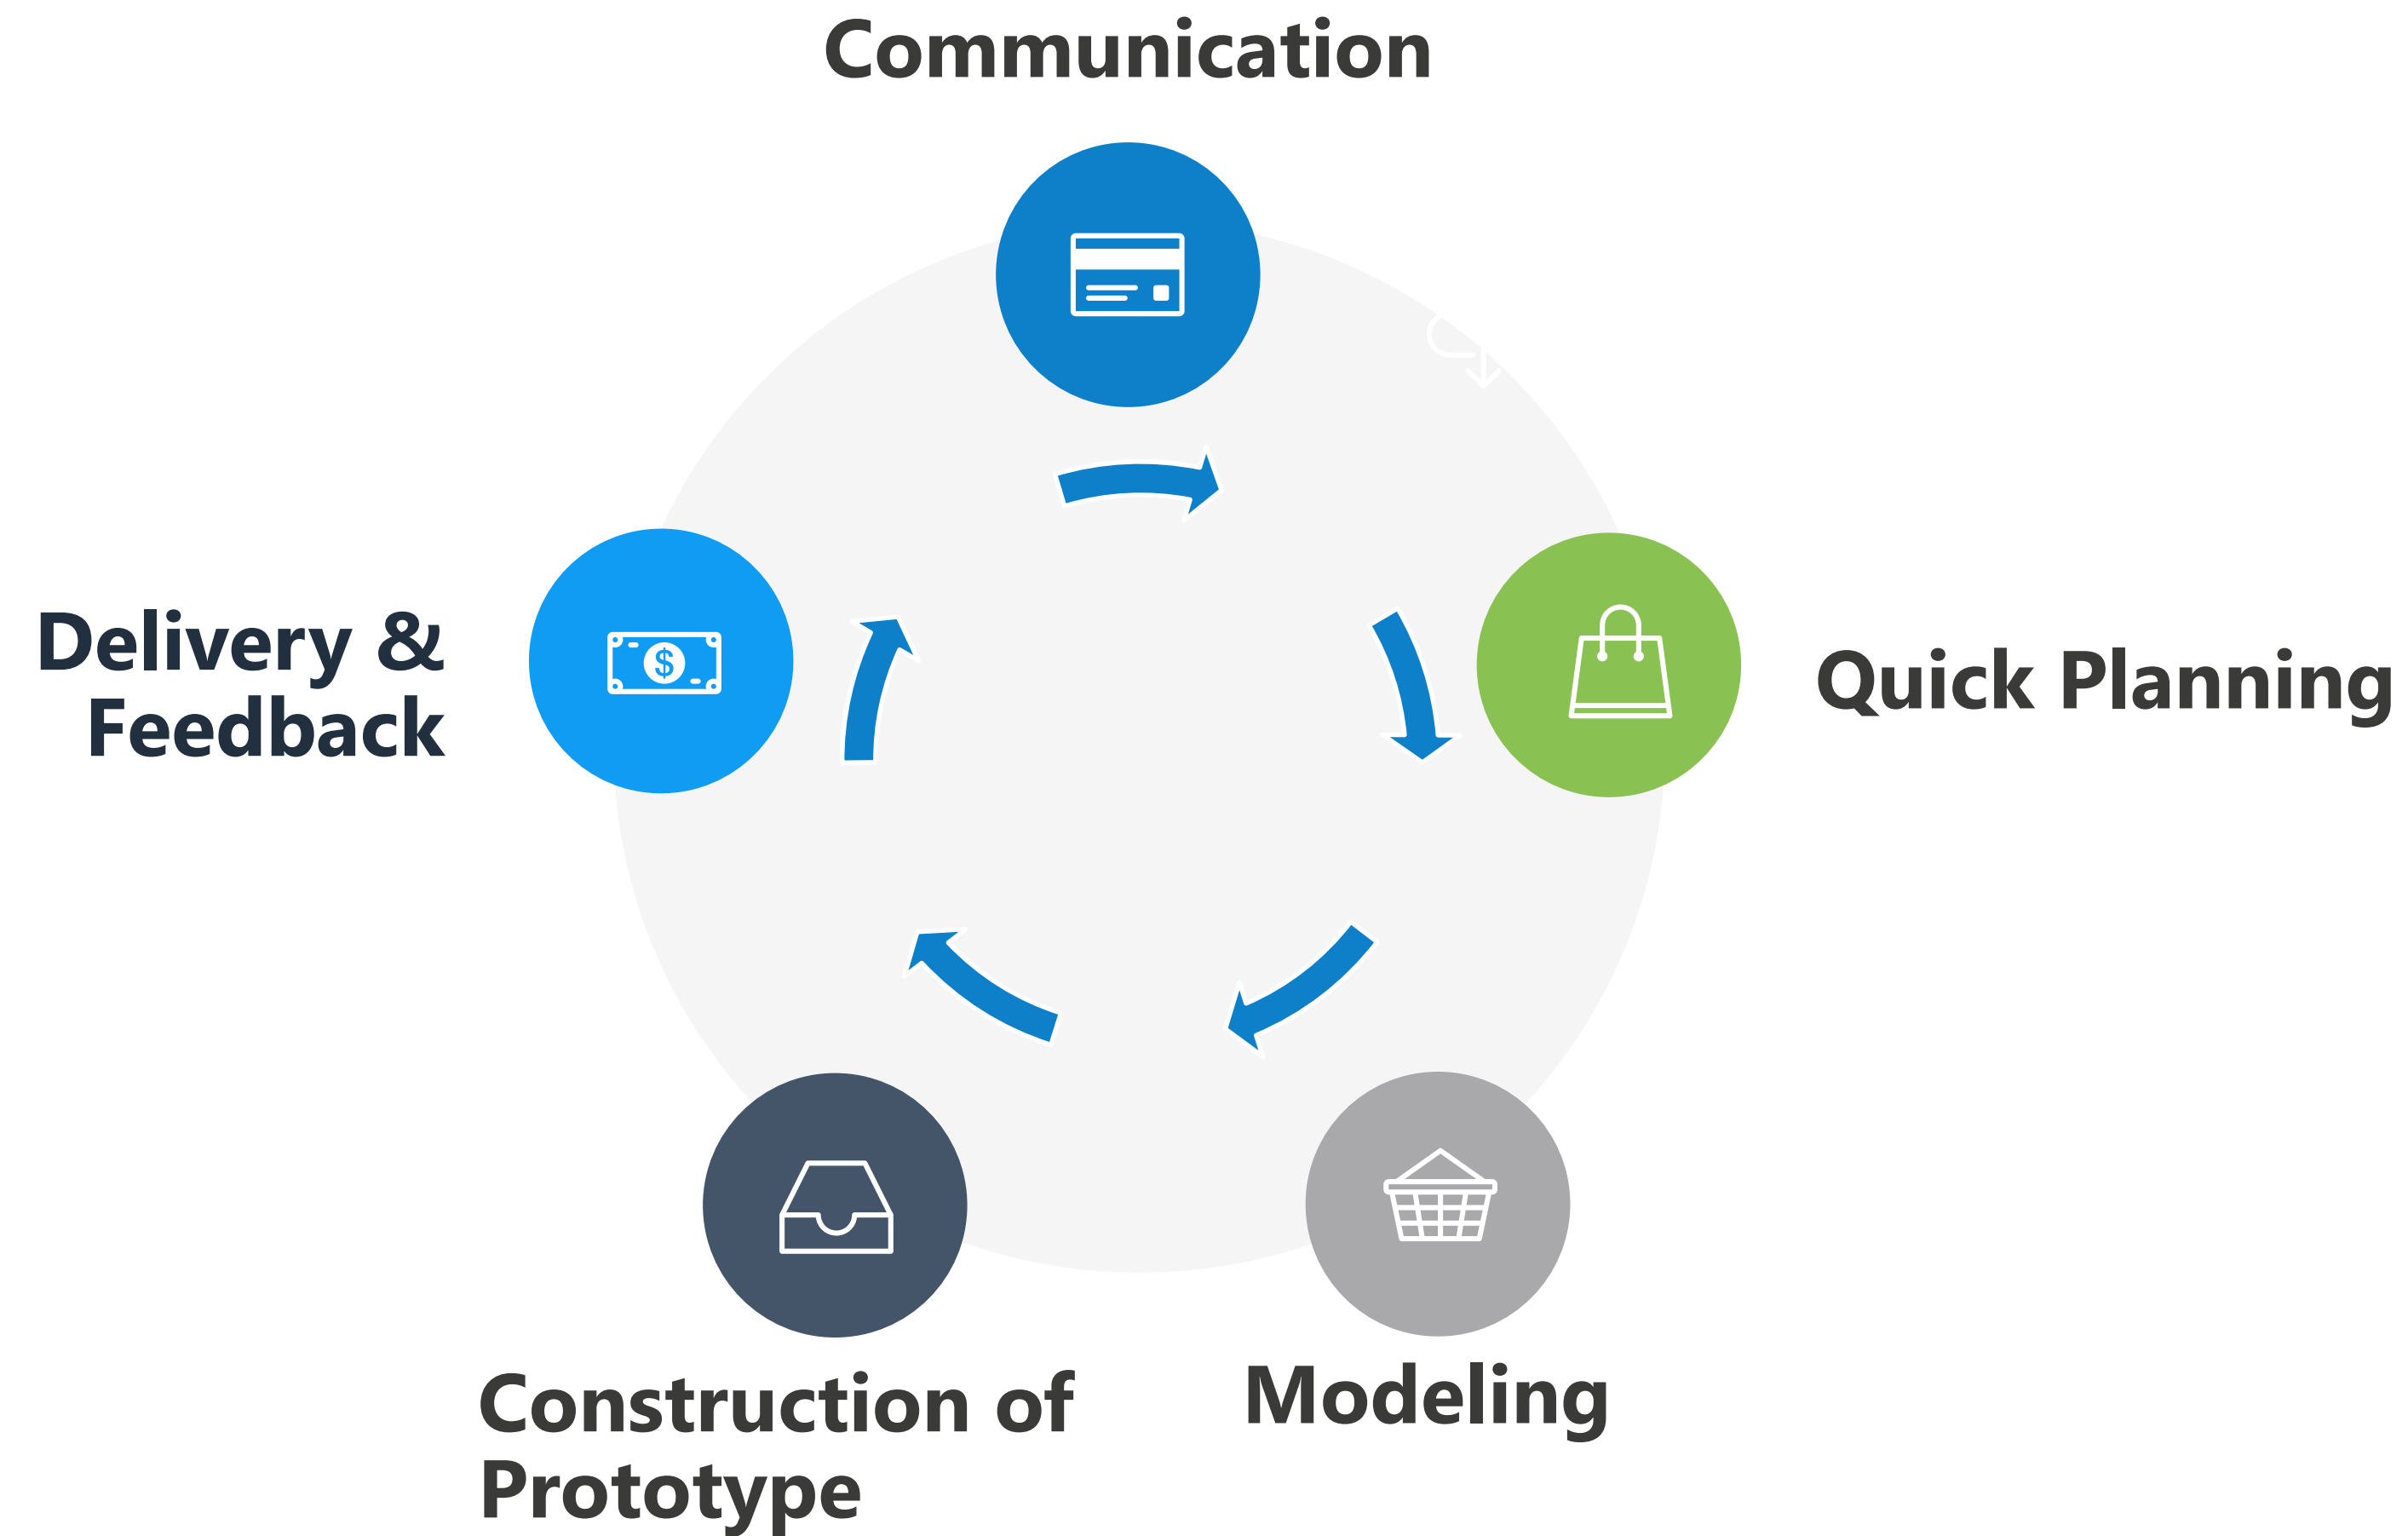 Communication
Quick Planning
Modeling
Construction of
Prototype
Delivery &
Feedback
$